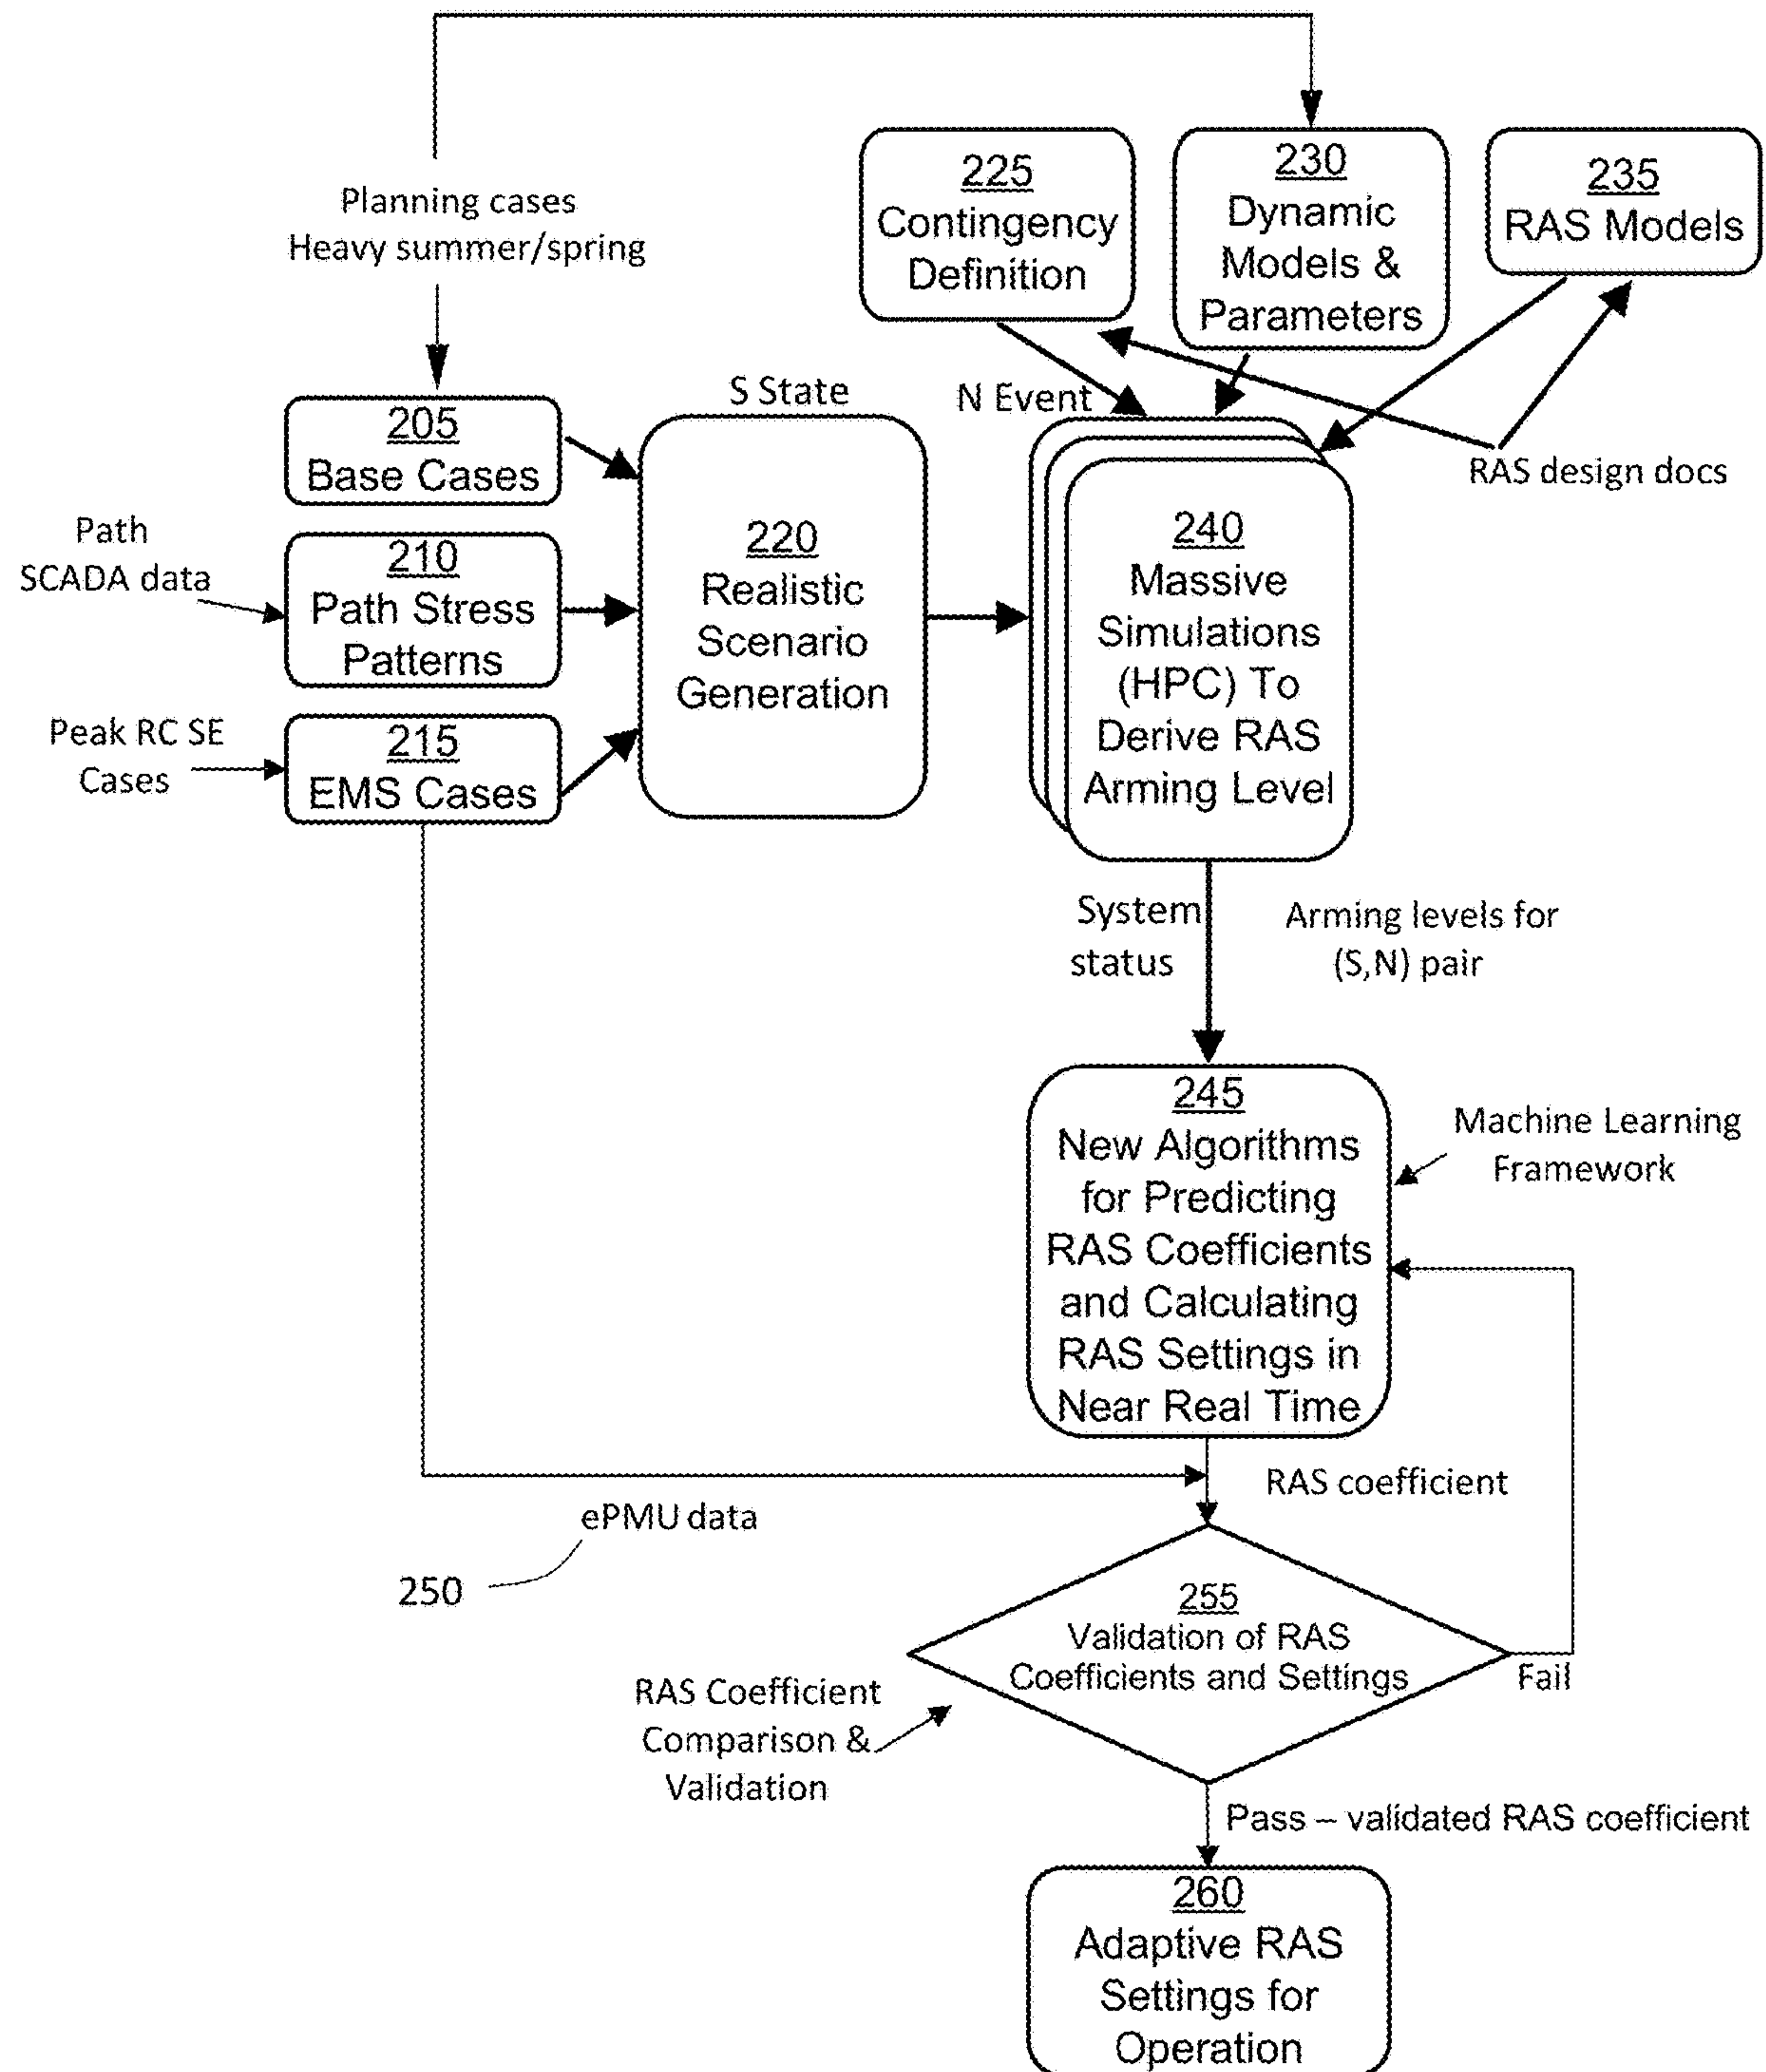 Planning cases
Heavy summer/spring
225
Contingency
Definition
230
Dynamic
Models &
Parameters
235
RAS Models
205
Base Cases
S State
N Event
RAS design docs
Path
SCADA data
210
Path Stress
Patterns
220
Realistic
Scenario
Generation
240
Massive
Simulations
(HPC) To
Derive RAS
Arming Level
Peak RC SE
Cases
215
EMS Cases
System
status
Arming levels for
(S,N) pair
245
New Algorithms
for Predicting
RAS Coefficients
and Calculating
RAS Settings in
Near Real Time
Machine Learning
Framework
RAS coefficient
ePMU data
250
255
Validation of RAS
Coefficients and Settings
Fail
RAS Coefficient
Comparison &
Validation
Pass – validated RAS coefficient
260
Adaptive RAS
Settings for
Operation